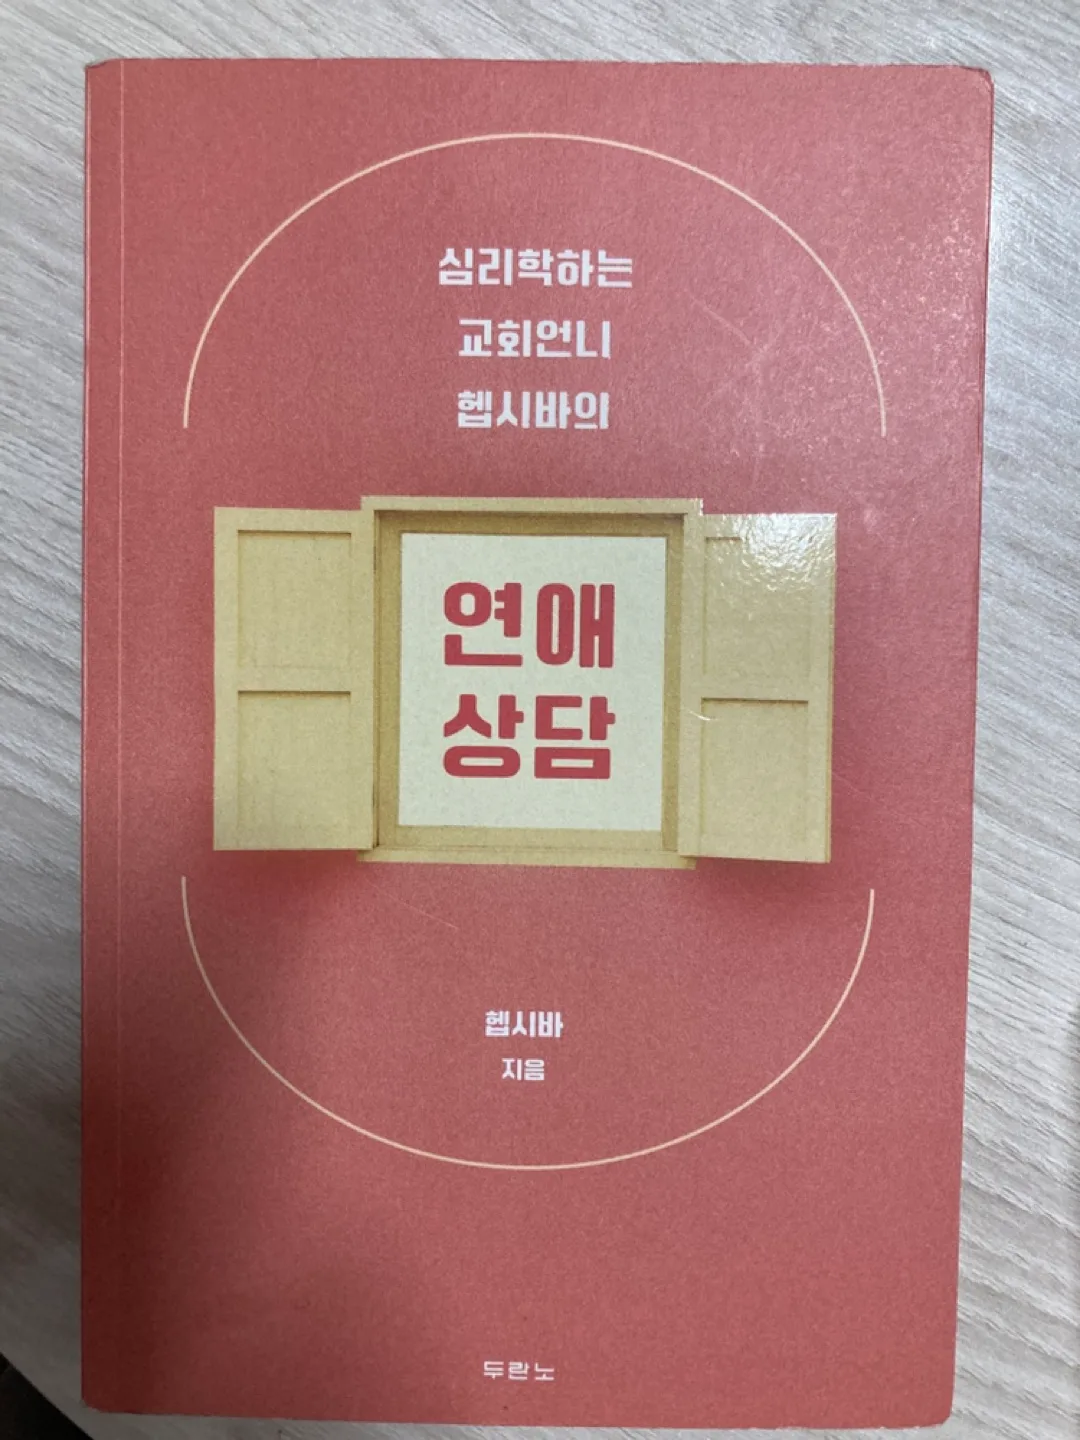 심리학하는
교회언니
헵시바의
연애
상담
헵시바
지음
두란노